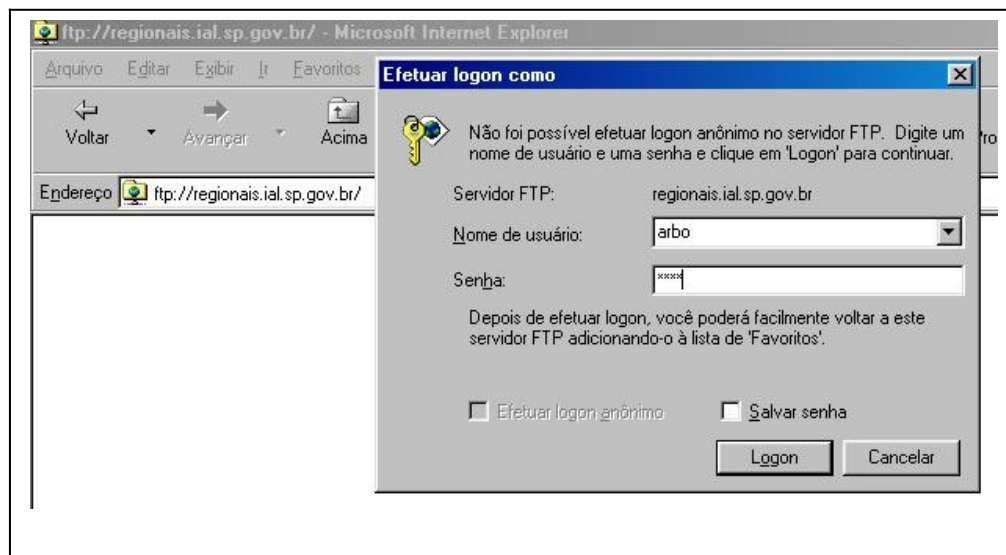 ftp://regionais.ial.sp.gov.br/ - Microsoft Internet Explorer
Arquivo Editar Exibir Ir Favoritos
Voltar Avançar Acima
Endereço ftp://regionais.ial.sp.gov.br/
Efetuar logon como
Não foi possível efetuar logon anônimo no servidor FTP. Digite um
nome de usuário e uma senha e clique em 'Logon' para continuar.
Servidor FTP: regionais.ial.sp.gov.br
Nome de usuário: arbo
Senha: ****
Depois de efetuar logon, você poderá facilmente voltar a este
servidor FTP adicionando-o à lista de 'Favoritos'.
Efetuar logon anônimo Salvar senha
Logon Cancelar